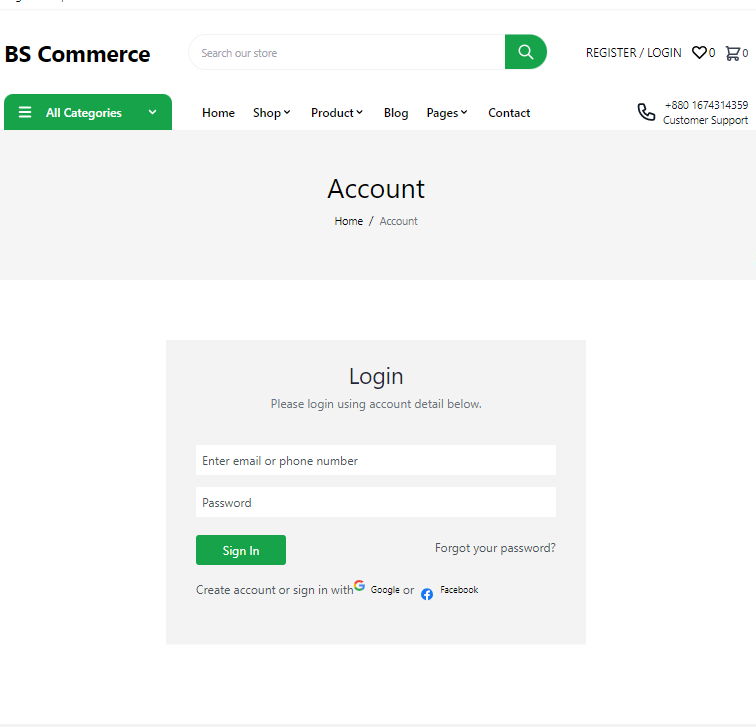 BS Commerce
Search our store
REGISTER / LOGIN
0
0
All Categories
Home
Shop
Product
Blog
Pages
Contact
+880 1674314359
Customer Support
Account
Home / Account
Login
Please login using account detail below.
Enter email or phone number
Password
Sign In
Forgot your password?
Create account or sign in with Google or Facebook